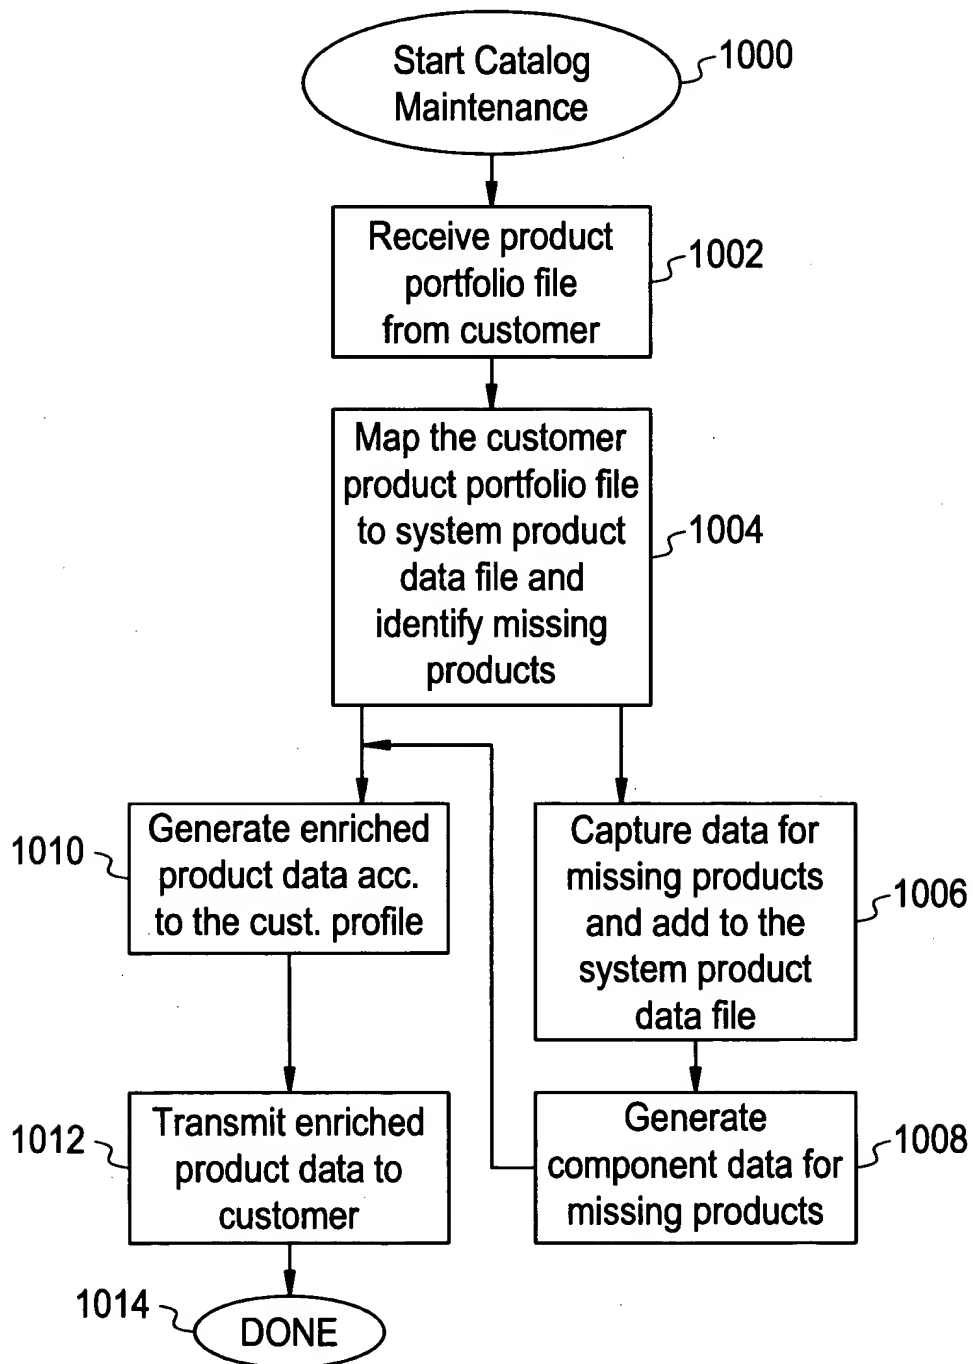 Start Catalog
Maintenance
1000
Receive product
portfolio file
from customer
1002
Map the customer
product portfolio file
to system product
data file and
identify missing
products
1004
Generate enriched
product data acc.
to the cust. profile
1010
Capture data for
missing products
and add to the
system product
data file
1006
Transmit enriched
product data to
customer
1012
Generate
component data for
missing products
1008
DONE
1014